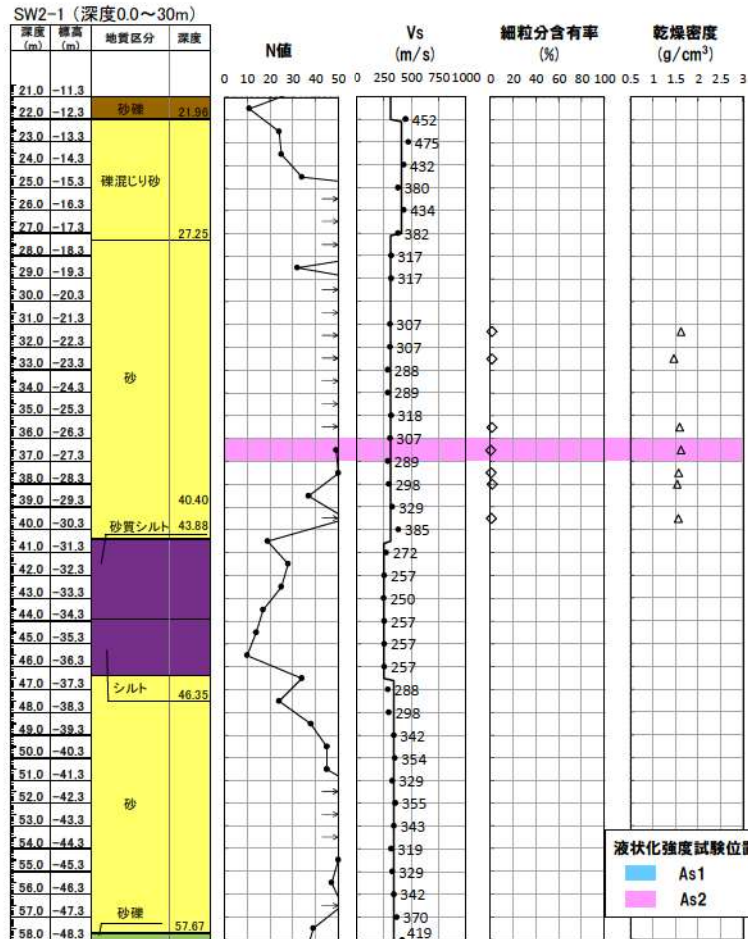 SW2-1 (深度0.0～30m)
深度 標高 地質区分 深度
(m) (m)
N値
Vs
(m/s)
細粒分含有率
(%)
乾燥密度
(g/cm³)
0 10 20 30 40 50
0 250 500 750 1000
0 20 40 60 80 100
0.5 1 1.5 2 2.5 3
21.0 -11.3
22.0 -12.3 砂礫 21.96 452
23.0 -13.3 475
24.0 -14.3 432
25.0 -15.3 礫混じり砂 380
26.0 -16.3 434
27.0 -17.3 27.25 382
28.0 -18.3 317
29.0 -19.3 317
30.0 -20.3
31.0 -21.3 307
32.0 -22.3 307
33.0 -23.3 砂 288
34.0 -24.3 289
35.0 -25.3 318
36.0 -26.3 307
37.0 -27.3 289
38.0 -28.3 298
39.0 -29.3 40.40 329
40.0 -30.3 砂質シルト 43.88 385
41.0 -31.3 272
42.0 -32.3 257
43.0 -33.3 250
44.0 -34.3 257
45.0 -35.3 257
46.0 -36.3 257
47.0 -37.3 シルト 288
48.0 -38.3 46.35 298
49.0 -39.3 342
50.0 -40.3 354
51.0 -41.3 329
52.0 -42.3 砂 355
53.0 -43.3 343
54.0 -44.3 319
55.0 -45.3 329
56.0 -46.3 342
57.0 -47.3 砂礫 370
58.0 -48.3 57.67 419
液状化強度試験位置
As1
As2